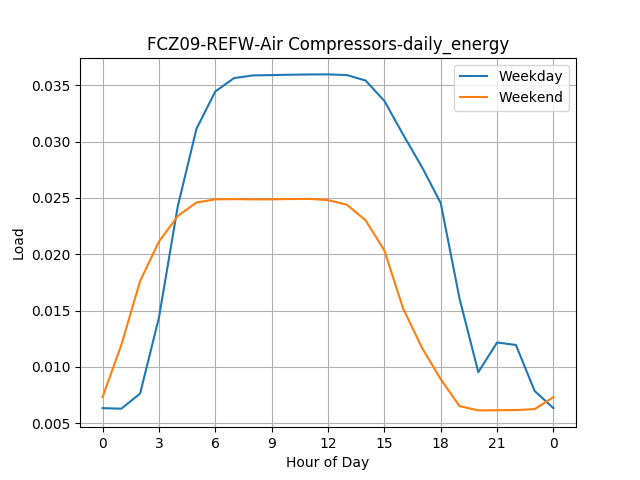 FCZ09-REFW-Air Compressors-daily_energy
Weekday
Weekend
Load
0.035
0.030
0.025
0.020
0.015
0.010
0.005
0 3 6 9 12 15 18 21 0
Hour of Day